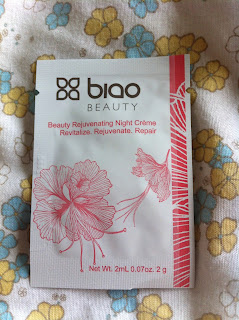 biao
BEAUTY
Beauty Rejuvenating Night Crème
Revitalize. Rejuvenate. Repair
Net Wt. 2mL 0.07oz. 2 g